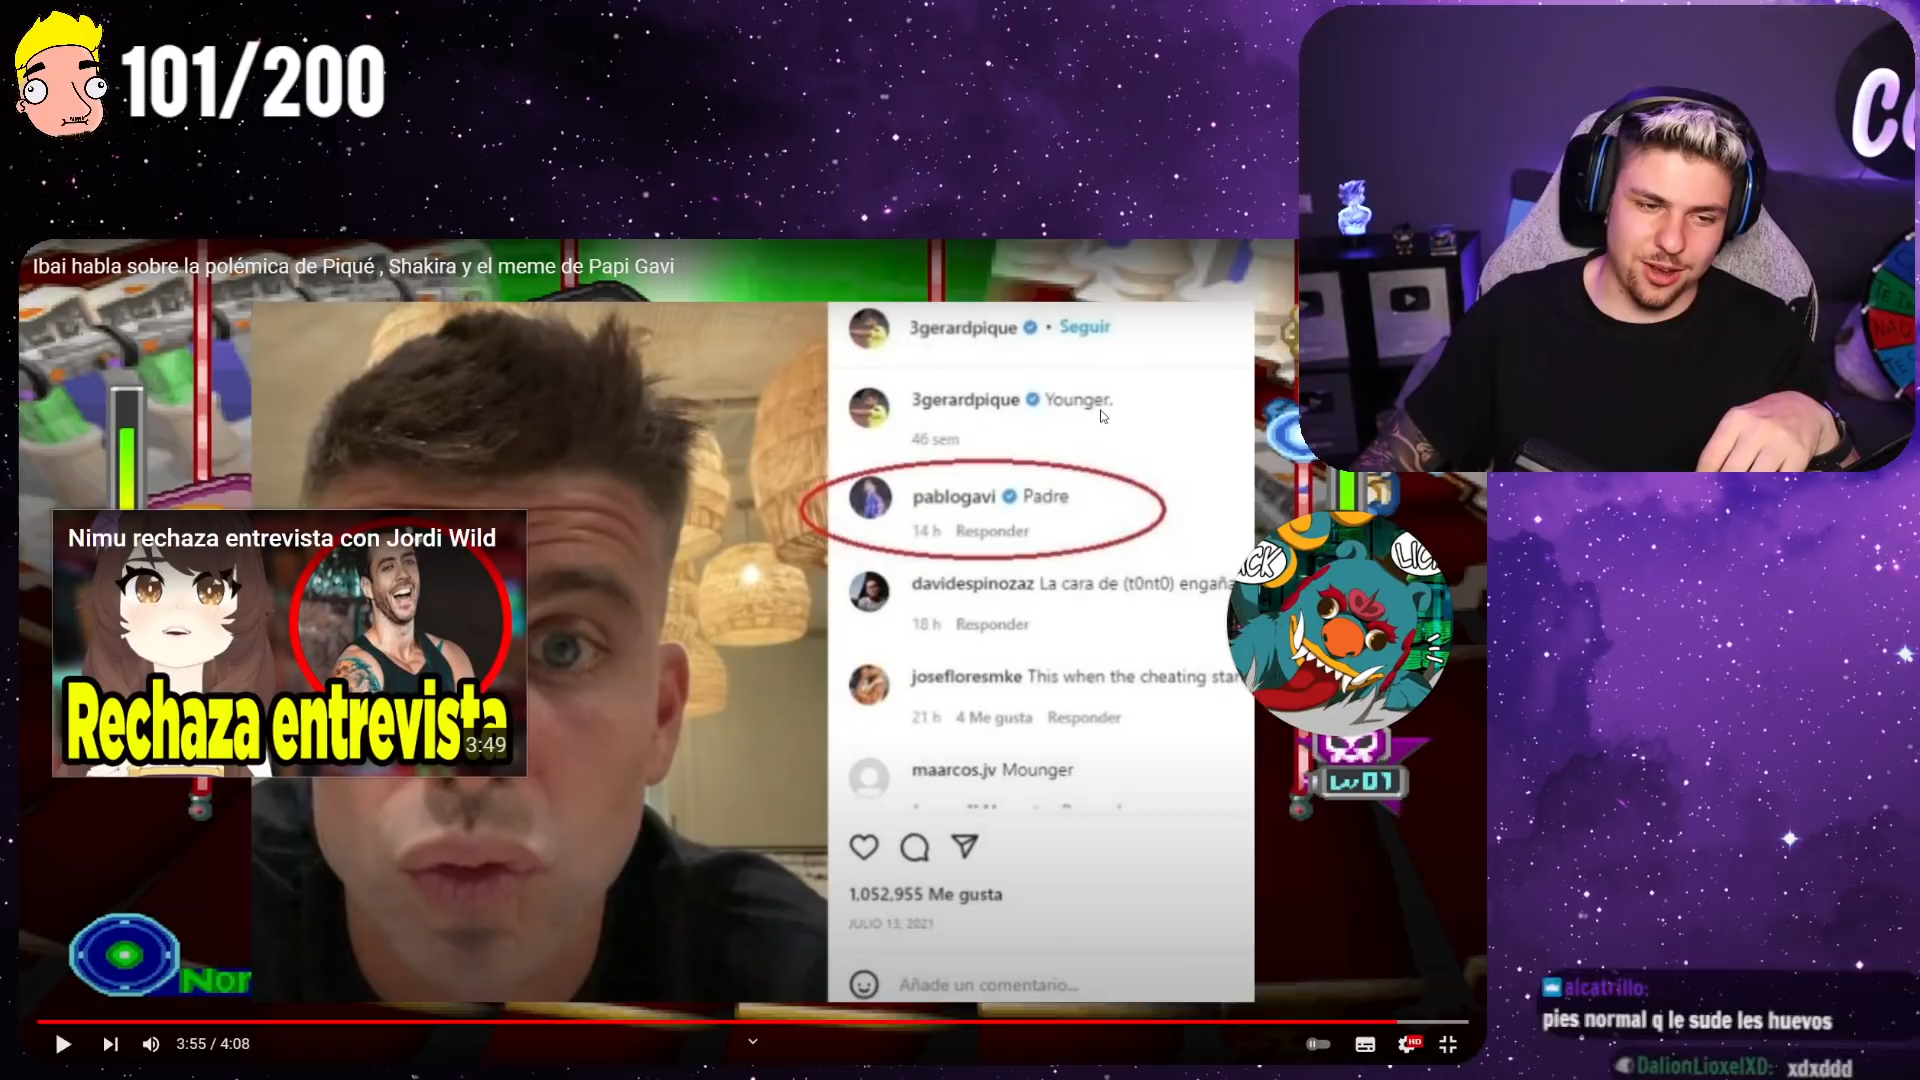 101/200
Ibai habla sobre la polémica de Piqué , Shakira y el meme de Papi Gavi
3gerardpique • Seguir
3gerardpique Younger.
46 sem
pablogavi Padre
14 h Responder
davidespinozaz La cara de (t0nt0) engaña
18 h Responder
josefloresmke This when the cheating star
21 h 4 Me gusta Responder
maarcos.jv Mounger
1,052,955 Me gusta
JULIO 13, 2021
Añade un comentario...
Nimu rechaza entrevista con Jordi Wild
Rechaza entrevista
3:49
LICK
Lv01
Nor
3:55 / 4:08
HD
alcatrillo:
pies normal q le sude les huevos
DalionLioxelXD: xdxddd